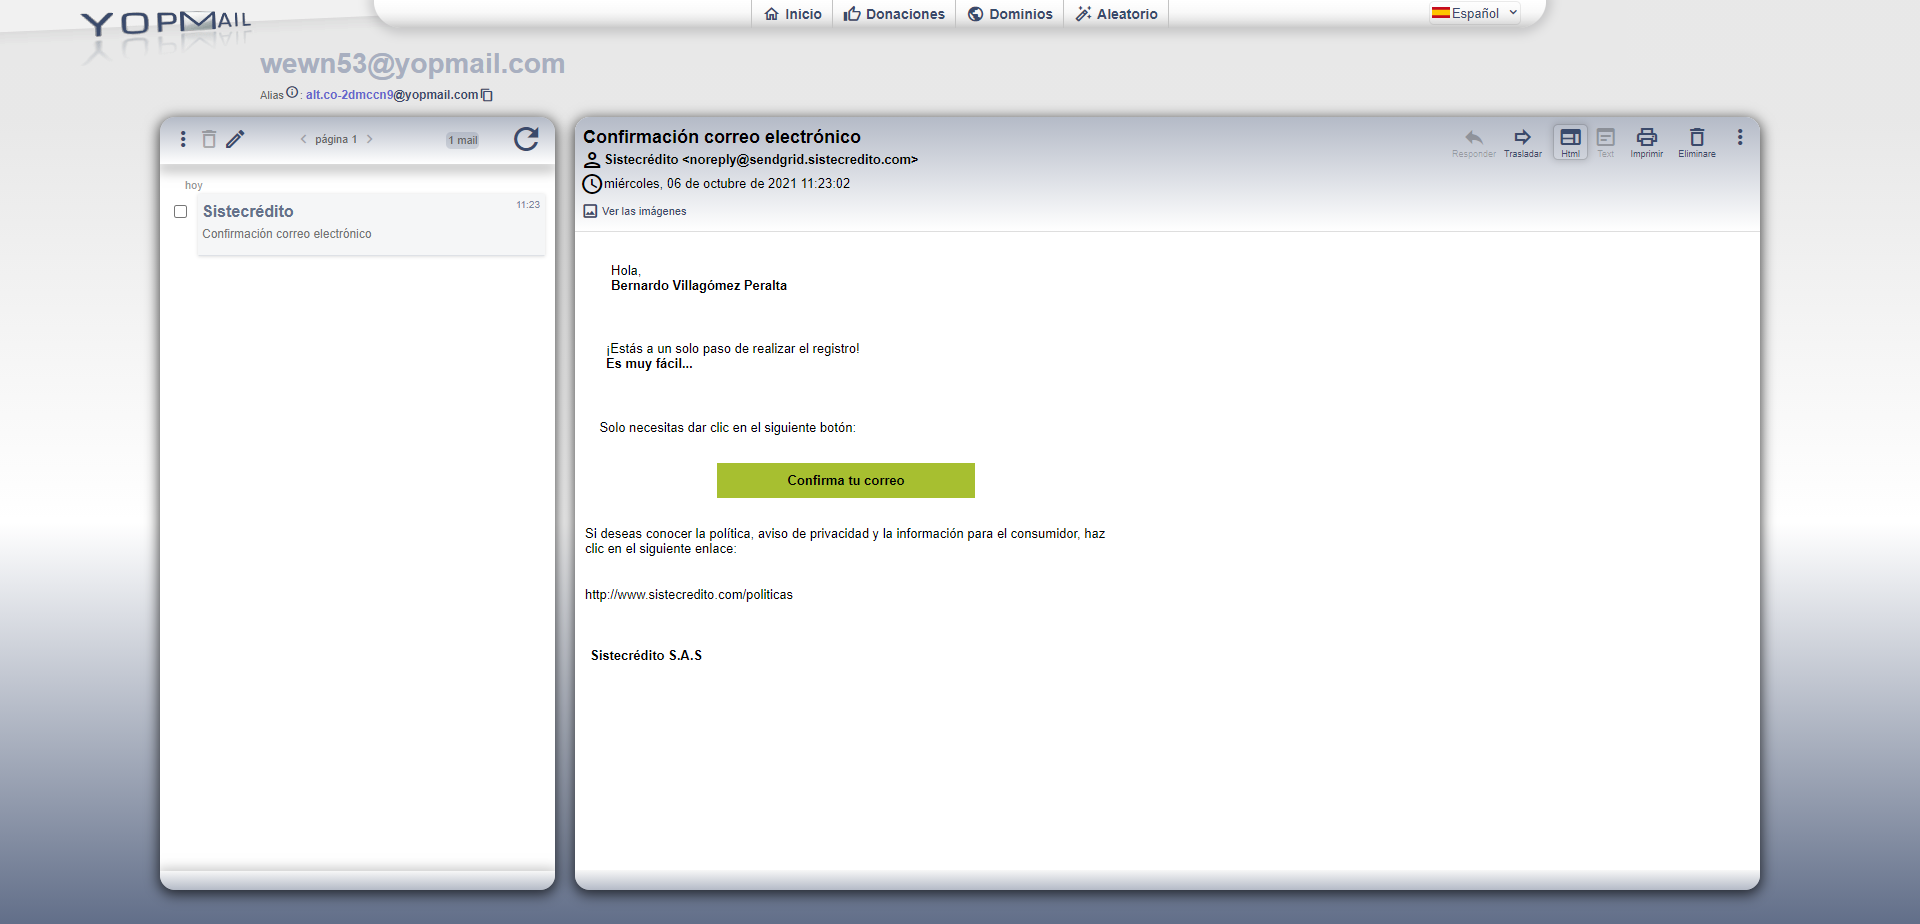 YOPMAIL
Inicio
Donaciones
Dominios
Aleatorio
Español
wewn53@yopmail.com
Alias : alt.co-2dmccn9@yopmail.com
página 1
1 mail
hoy
Sistecrédito
11:23
Confirmación correo electrónico
Confirmación correo electrónico
Sistecrédito <noreply@sendgrid.sistecredito.com>
miércoles, 06 de octubre de 2021 11:23:02
Ver las imágenes
Responder
Trasladar
Html
Text
Imprimir
Eliminare
Hola,
Bernardo Villagómez Peralta
¡Estás a un solo paso de realizar el registro!
Es muy fácil...
Solo necesitas dar clic en el siguiente botón:
Confirma tu correo
Si deseas conocer la política, aviso de privacidad y la información para el consumidor, haz
clic en el siguiente enlace:
http://www.sistecredito.com/politicas
Sistecrédito S.A.S